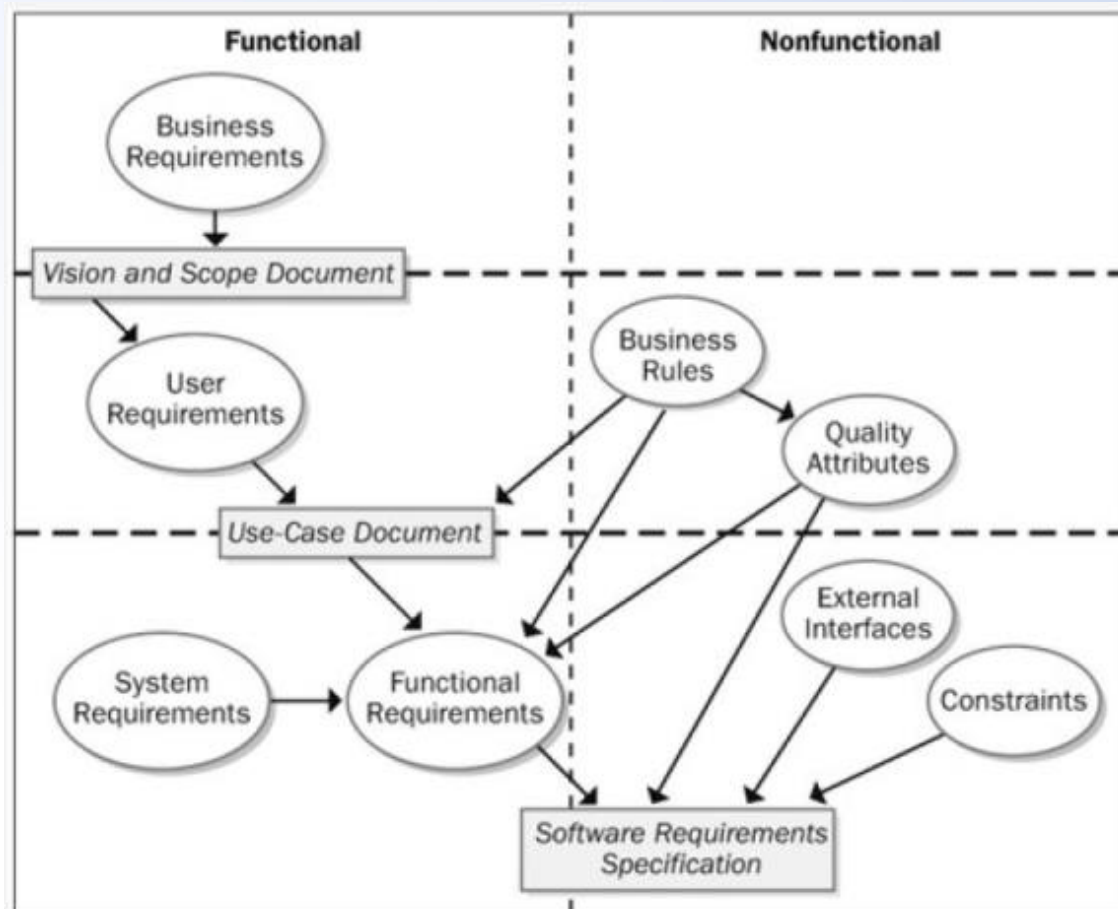 Functional
Nonfunctional
Business
Requirements
Vision and Scope Document
User
Requirements
Business
Rules
Quality
Attributes
Use-Case Document
System
Requirements
Functional
Requirements
External
Interfaces
Constraints
Software Requirements
Specification